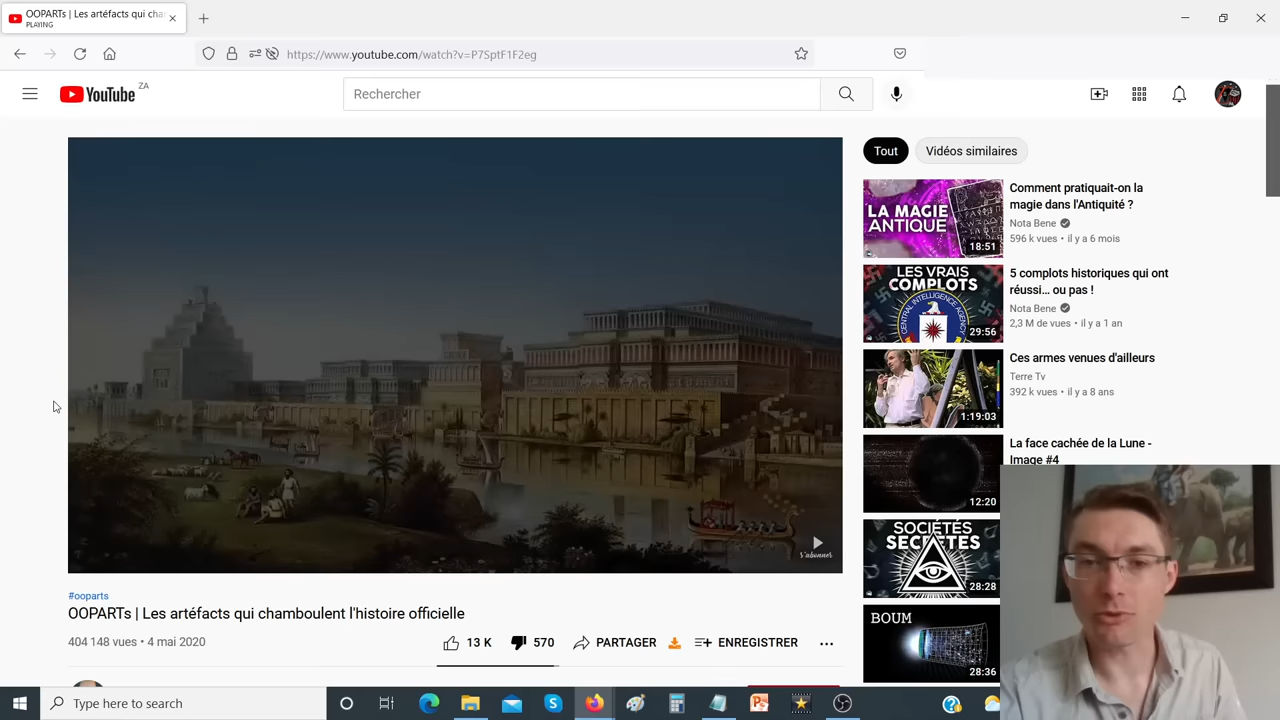 OOPARTs | Les artéfacts qui cha
PLAYING
https://www.youtube.com/watch?v=P7SptF1F2eg
YouTube ZA
Rechercher
s'abonner
#ooparts
OOPARTs | Les artéfacts qui chamboulent l'histoire officielle
404 148 vues • 4 mai 2020
13 K
570
PARTAGER
ENREGISTRER
Tout
Vidéos similaires
LA MAGIE
ANTIQUE
18:51
Comment pratiquait-on la
magie dans l'Antiquité ?
Nota Bene
596 k vues • il y a 6 mois
LES VRAIS
COMPLOTS
CENTRAL INTELLIGENCE AGENCY
29:56
5 complots historiques qui ont
réussi... ou pas !
Nota Bene
2,3 M de vues • il y a 1 an
1:19:03
Ces armes venues d'ailleurs
Terre Tv
392 k vues • il y a 8 ans
12:20
La face cachée de la Lune -
Image #4
SOCIÉTÉS
SECRÈTES
28:28
BOUM
28:36
Type here to search